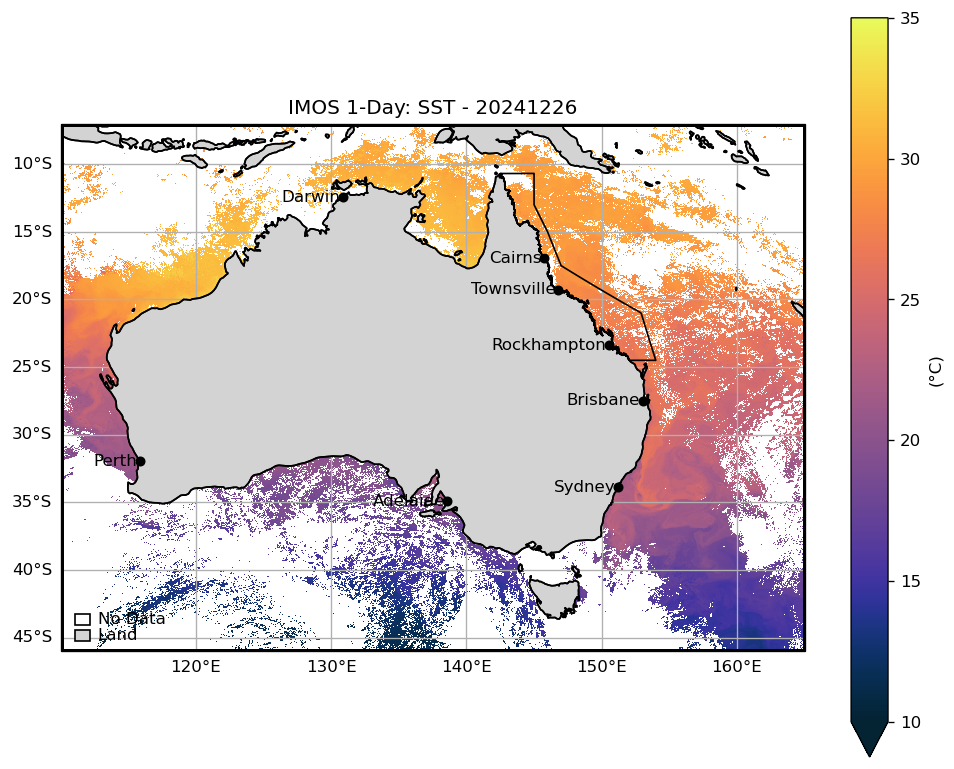 IMOS 1-Day: SST - 20241226
35
30
25
20
15
10
(°C)
10°S
15°S
20°S
25°S
30°S
35°S
40°S
45°S
120°E
130°E
140°E
150°E
160°E
Darwin
Cairns
Townsville
Rockhampton
Brisbane
Perth
Sydney
Adelaide
No Data
Land